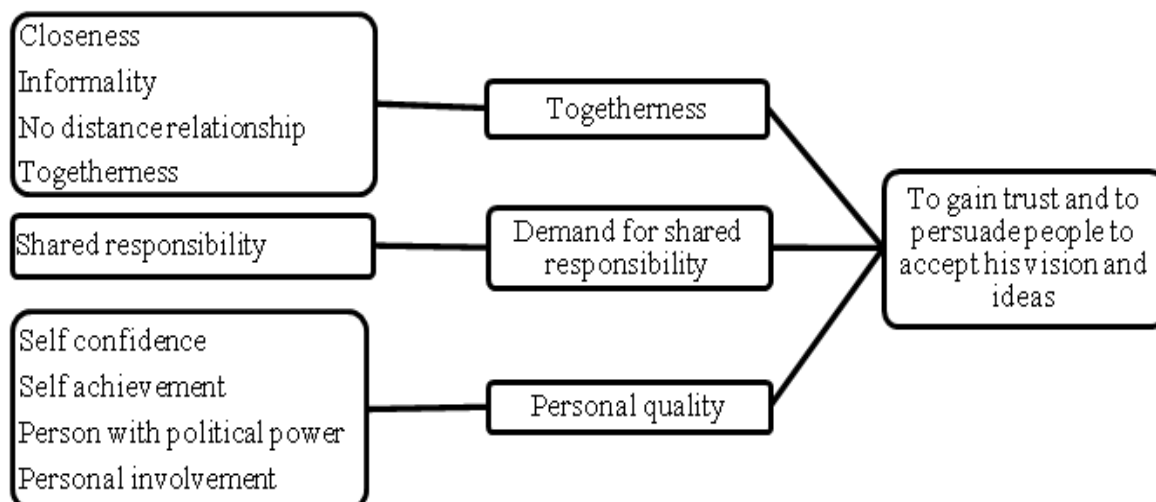 Closeness
Informality
No distance relationship
Togetherness
Shared responsibility
Self confidence
Self achievement
Person with political power
Personal involvement
Togetherness
Demand for shared
responsibility
Personal quality
To gain trust and to
persuade people to
accept his vision and
ideas